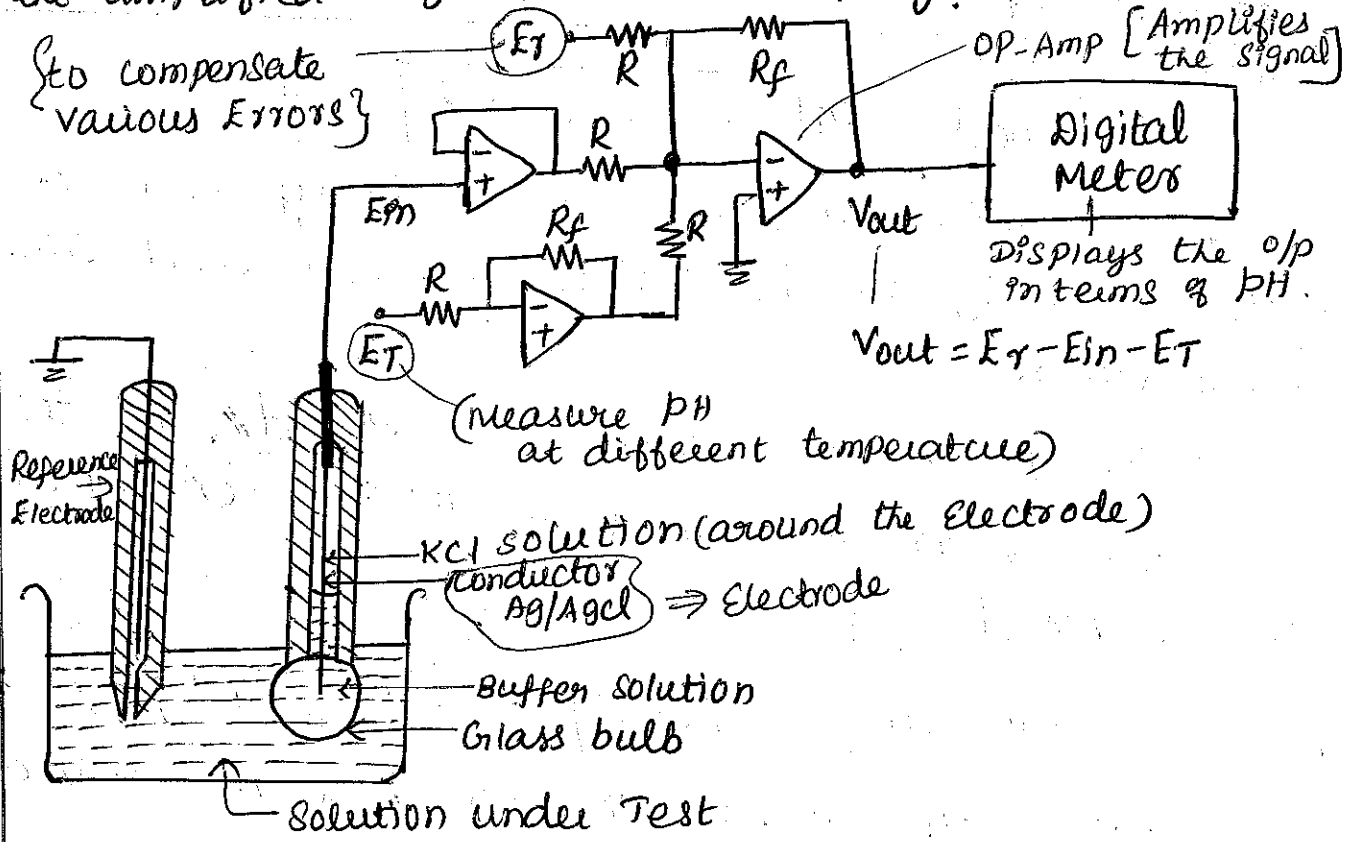 {to compensate
various Errors}
Er
R
Rf
OP-Amp [Amplifies
the Signal]
Digital
Meter
Displays the o/p
in terms of pH.
-
+
R
Ein
-
+
Vout
Vout = Er - Ein - ET
R
Rf
R
-
+
ET
(Measure pH
at different temperature)
Reference
Electrode
KCl solution (around the Electrode)
Conductor
Ag/Agcl ⇒ Electrode
Buffer Solution
Glass bulb
Solution under Test